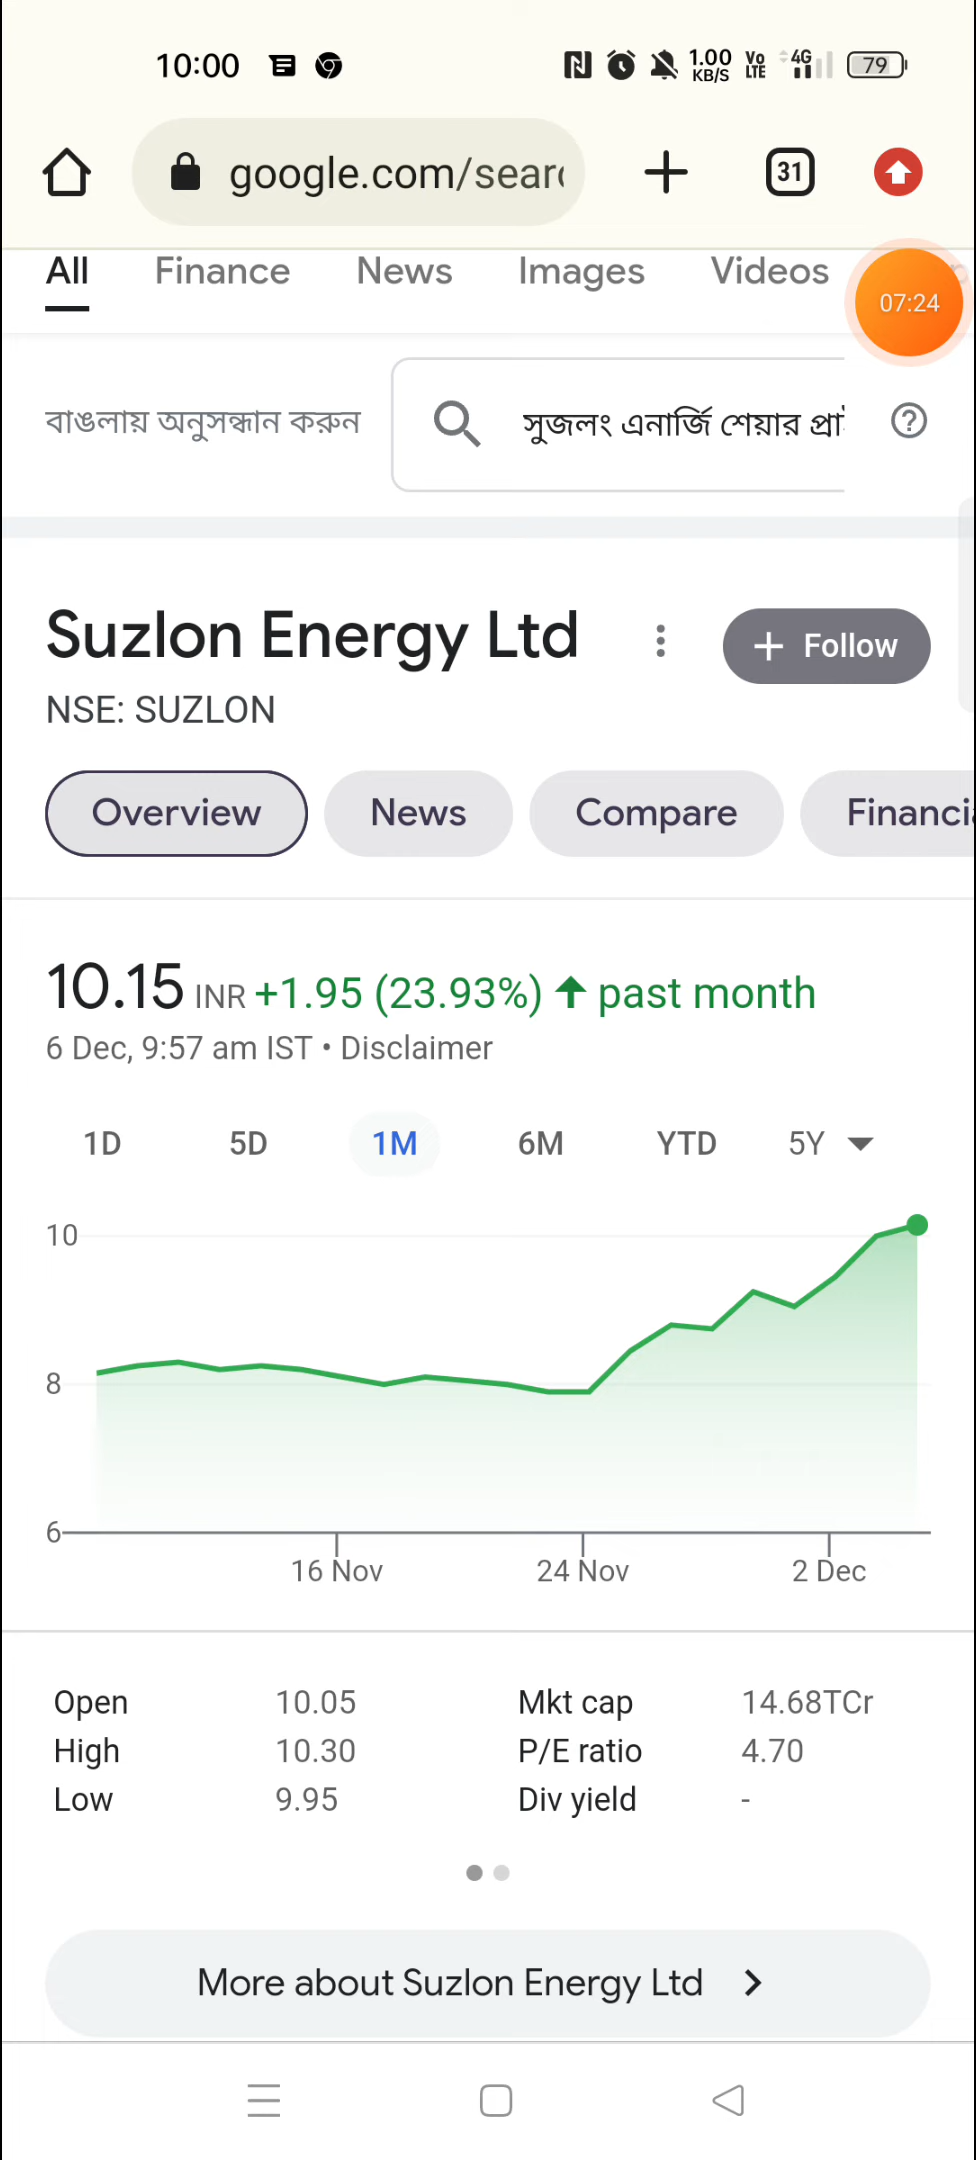 10:00 1.00 KB/S Vo LTE 4G 79
google.com/sear
31
All Finance News Images Videos
07:24
বাঙলায় অনুসন্ধান করুন সুজলং এনার্জি শেয়ার প্রা
Suzlon Energy Ltd
+ Follow
NSE: SUZLON
Overview News Compare Financi
10.15 INR +1.95 (23.93%) ↑ past month
6 Dec, 9:57 am IST • Disclaimer
1D 5D 1M 6M YTD 5Y
10
8
6
16 Nov 24 Nov 2 Dec
Open 10.05 Mkt cap 14.68TCr
High 10.30 P/E ratio 4.70
Low 9.95 Div yield -
More about Suzlon Energy Ltd